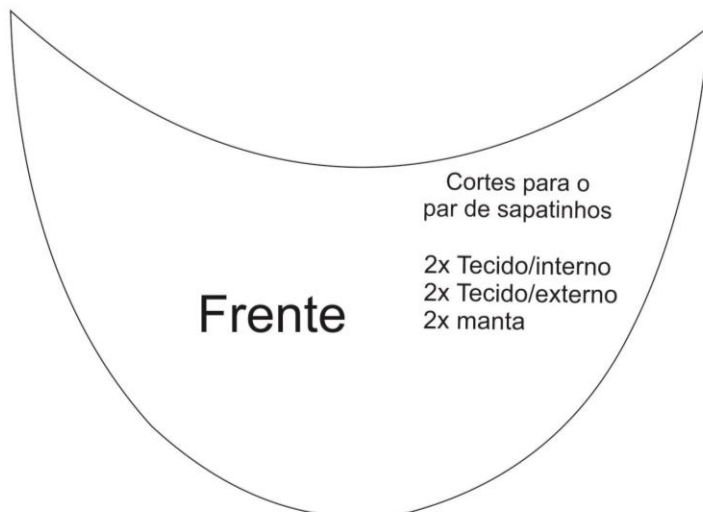 Cortes para o
par de sapatinhos
2x Tecido/interno
2x Tecido/externo
2x manta
Frente